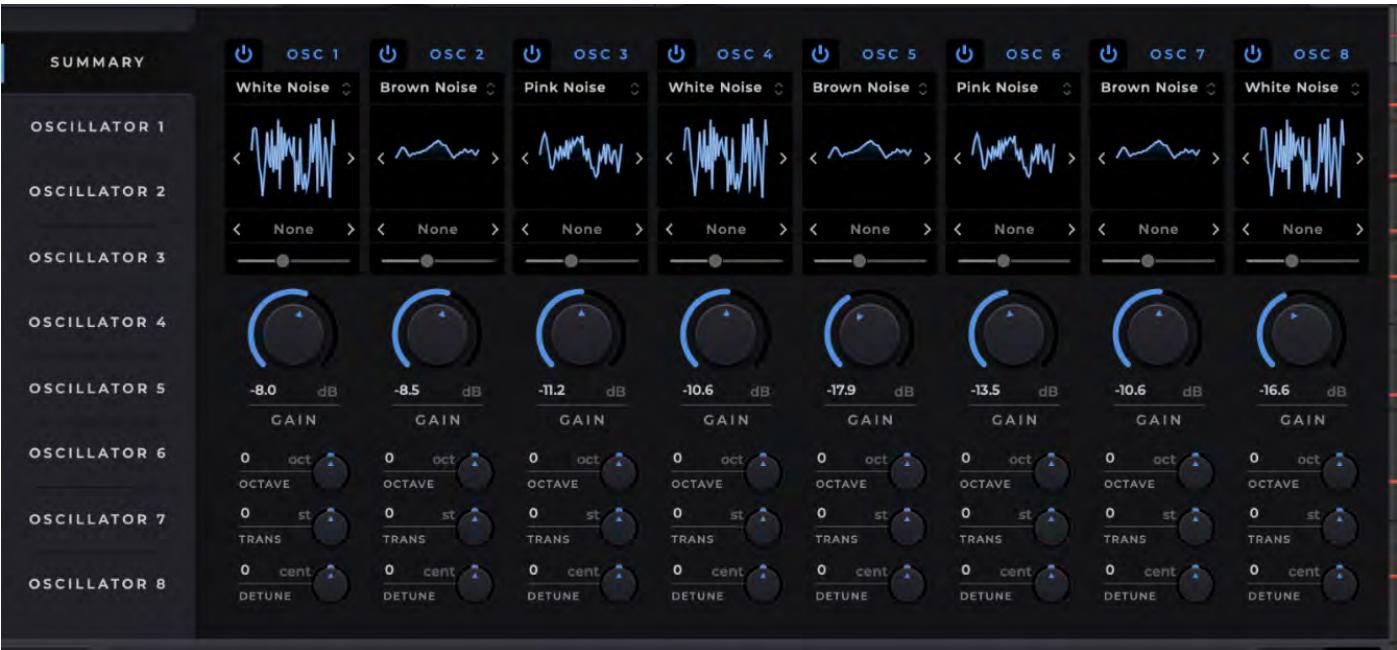 SUMMARY
OSCILLATOR 1
OSCILLATOR 2
OSCILLATOR 3
OSCILLATOR 4
OSCILLATOR 5
OSCILLATOR 6
OSCILLATOR 7
OSCILLATOR 8
OSC 1 OSC 2 OSC 3 OSC 4 OSC 5 OSC 6 OSC 7 OSC 8
White Noise Brown Noise Pink Noise White Noise Brown Noise Pink Noise Brown Noise White Noise
None None None None None None None None
-8.0 dB -8.5 dB -11.2 dB -10.6 dB -17.9 dB -13.5 dB -10.6 dB -16.6 dB
GAIN GAIN GAIN GAIN GAIN GAIN GAIN GAIN
0 oct 0 oct 0 oct 0 oct 0 oct 0 oct 0 oct 0 oct
OCTAVE OCTAVE OCTAVE OCTAVE OCTAVE OCTAVE OCTAVE OCTAVE
0 st 0 st 0 st 0 st 0 st 0 st 0 st 0 st
TRANS TRANS TRANS TRANS TRANS TRANS TRANS TRANS
0 cent 0 cent 0 cent 0 cent 0 cent 0 cent 0 cent 0 cent
DETUNE DETUNE DETUNE DETUNE DETUNE DETUNE DETUNE DETUNE